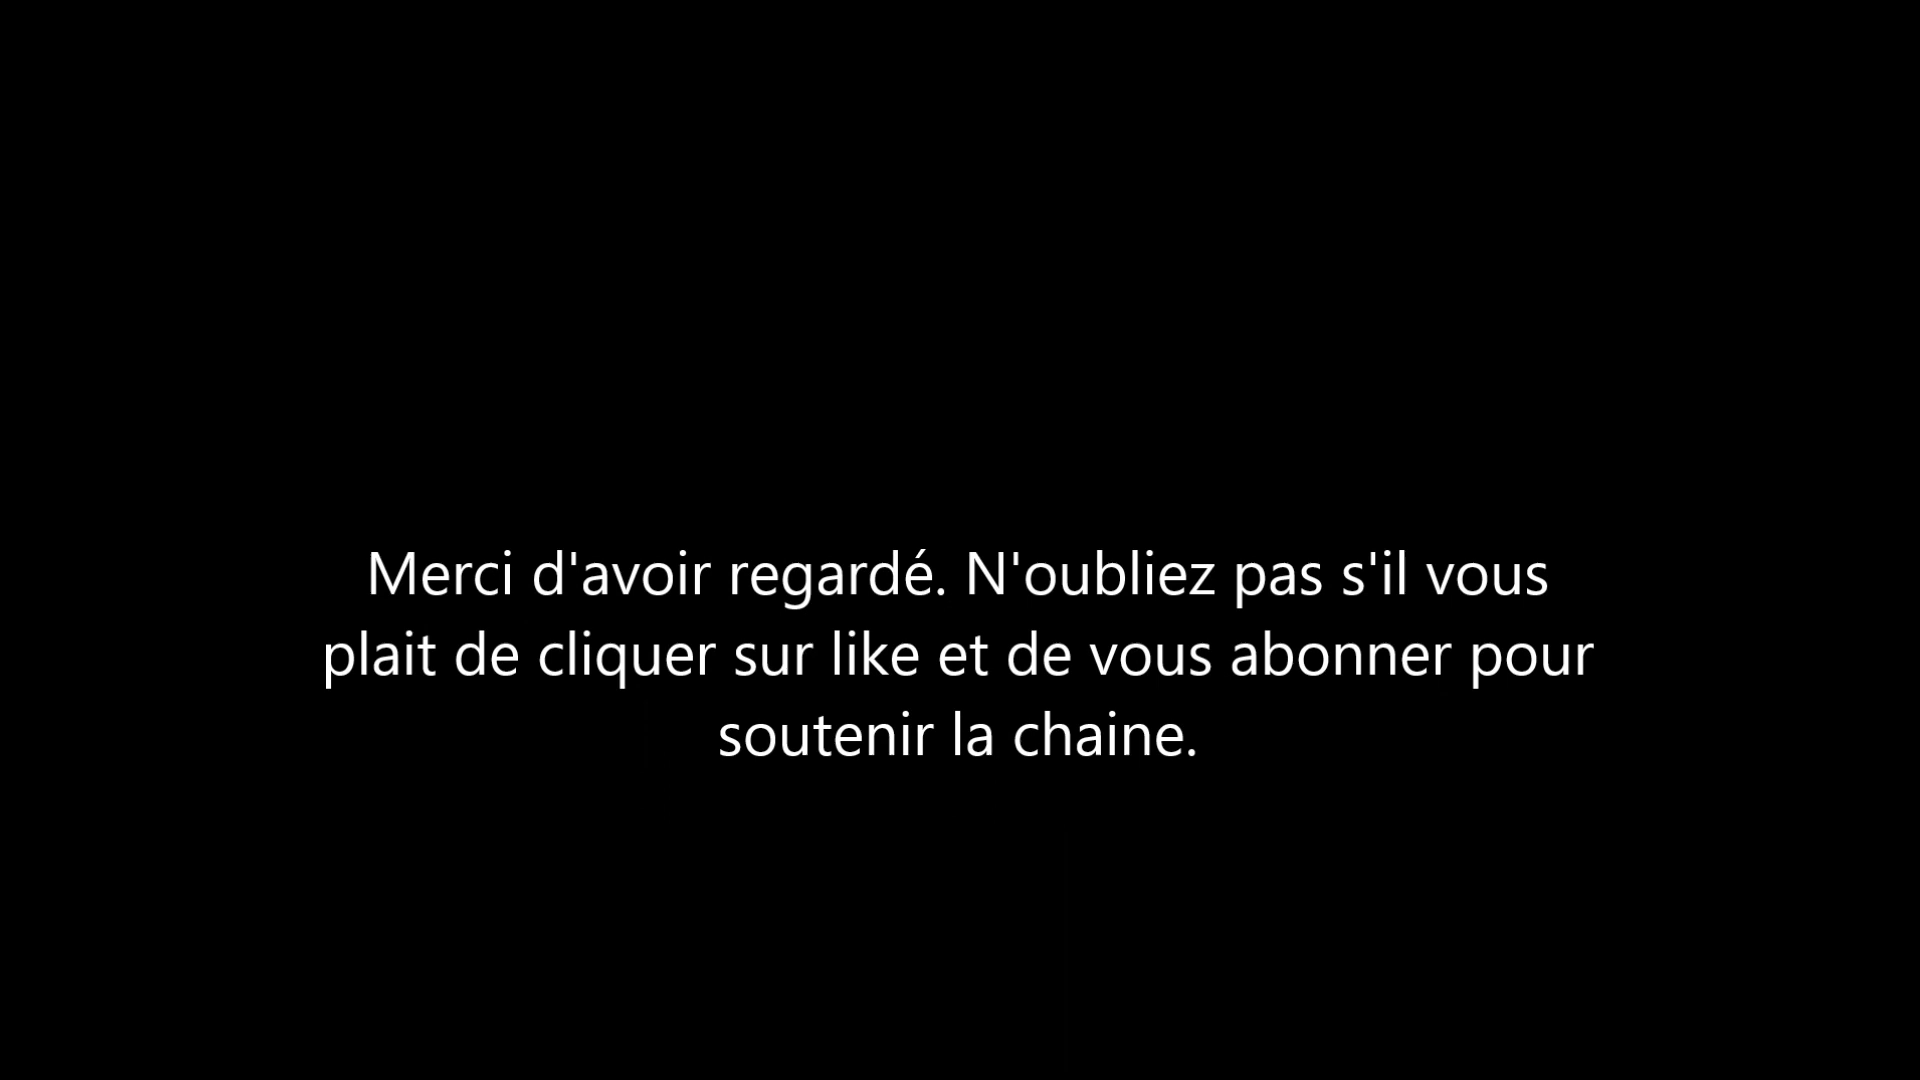 Merci d'avoir regardé. N'oubliez pas s'il vous
plait de cliquer sur like et de vous abonner pour
soutenir la chaine.